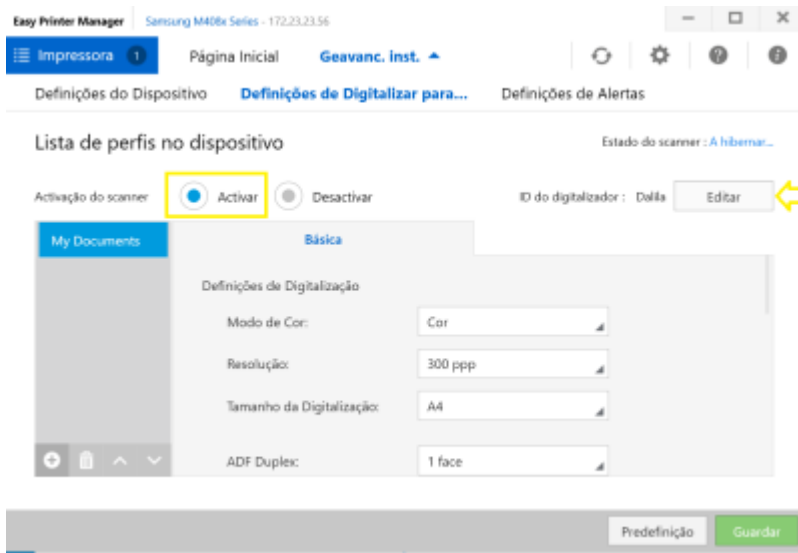 Easy Printer Manager Samsung M408x Series - 172.23.23.56
Impressora 1 Página Inicial Geavanc. inst.
Definições do Dispositivo Definições de Digitalizar para... Definições de Alertas
Lista de perfis no dispositivo Estado do scanner : A hibernar...
Activação do scanner Activar Desactivar ID do digitalizador : Dalila Editar
My Documents Básica
Definições de Digitalização
Modo de Cor: Cor
Resolução: 300 ppp
Tamanho da Digitalização: A4
ADF Duplex: 1 face
Predefinição Guardar